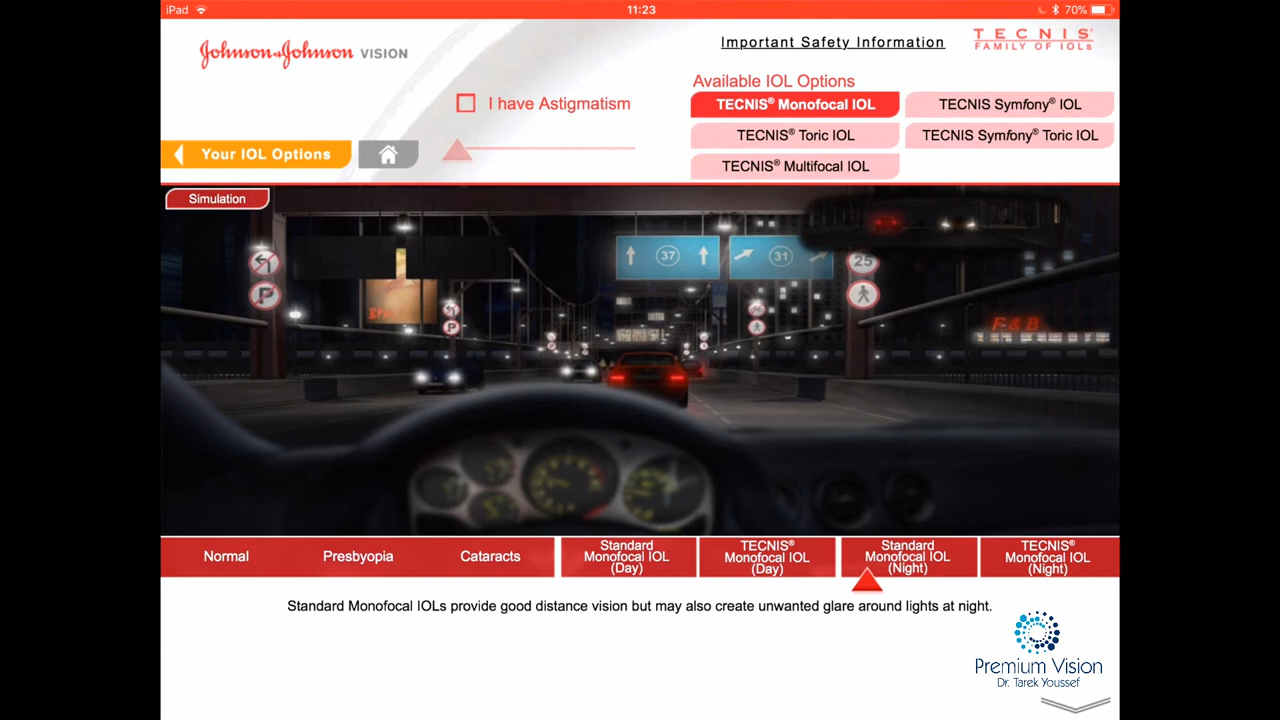 iPad
11:23
70%
Johnson & Johnson VISION
Important Safety Information
TECNIS®
FAMILY OF IOLs
Available IOL Options
I have Astigmatism
TECNIS® Monofocal IOL
TECNIS Symfony® IOL
TECNIS® Toric IOL
TECNIS Symfony® Toric IOL
TECNIS® Multifocal IOL
Your IOL Options
Simulation
37
31
25
P
P
F&B
Normal
Presbyopia
Cataracts
Standard
Monofocal IOL
(Day)
TECNIS®
Monofocal IOL
(Day)
Standard
Monofocal IOL
(Night)
TECNIS®
Monofocal IOL
(Night)
Standard Monofocal IOLs provide good distance vision but may also create unwanted glare around lights at night.
Premium Vision
Dr. Tarek Youssef